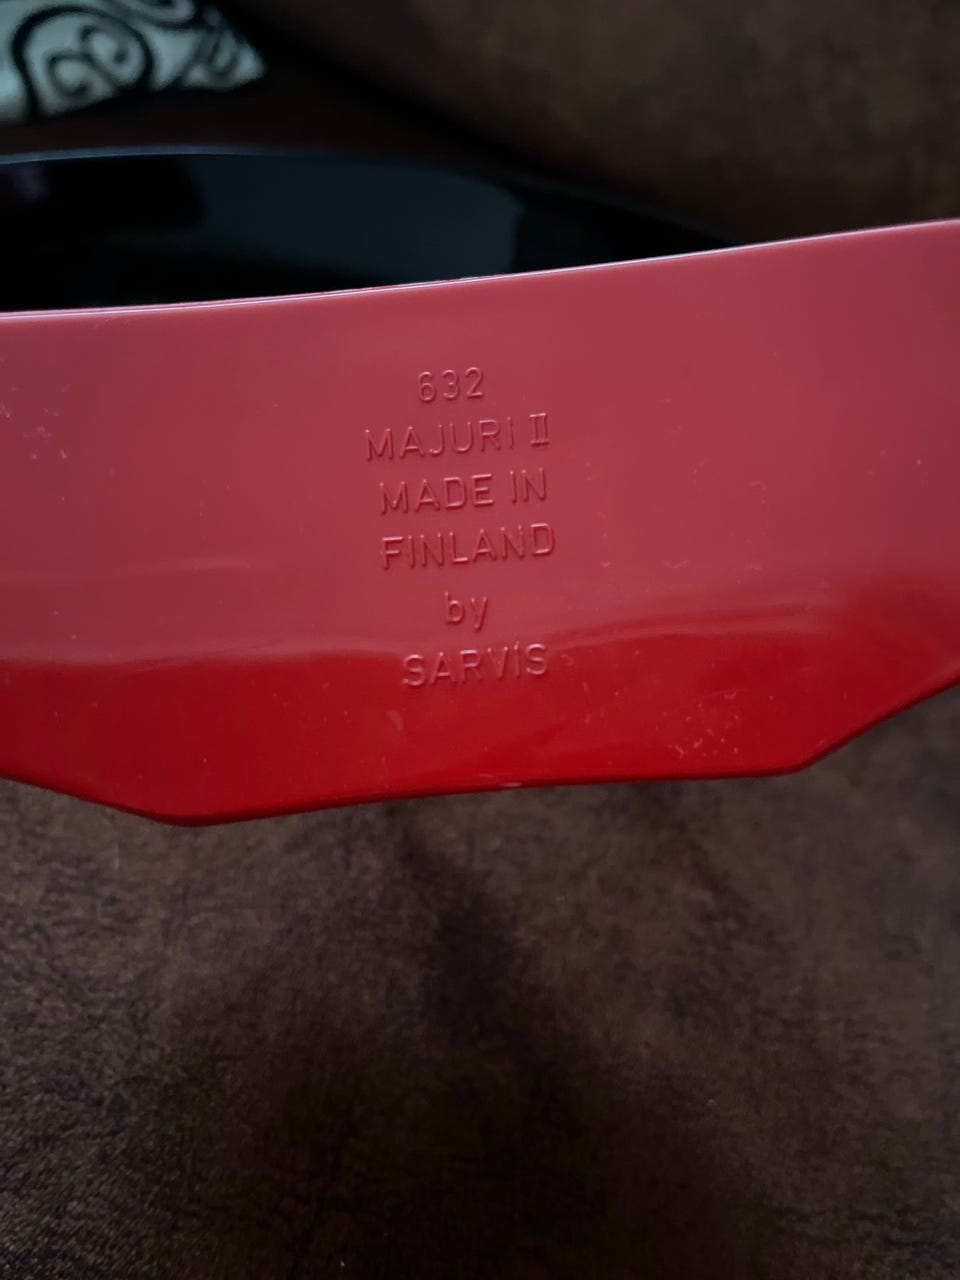 632
MAJURI II
MADE IN
FINLAND
by
SARVIS